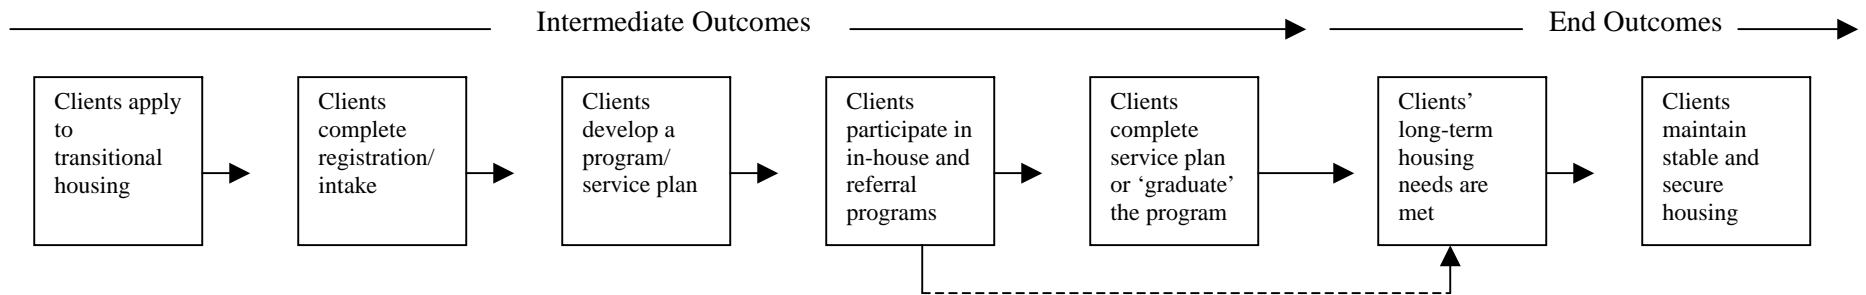 Intermediate Outcomes
End Outcomes
Clients apply
to
transitional
housing
Clients
complete
registration/
intake
Clients
develop a
program/
service plan
Clients
participate in
in-house and
referral
programs
Clients
complete
service plan
or ‘graduate’
the program
Clients’
long-term
housing
needs are
met
Clients
maintain
stable and
secure
housing